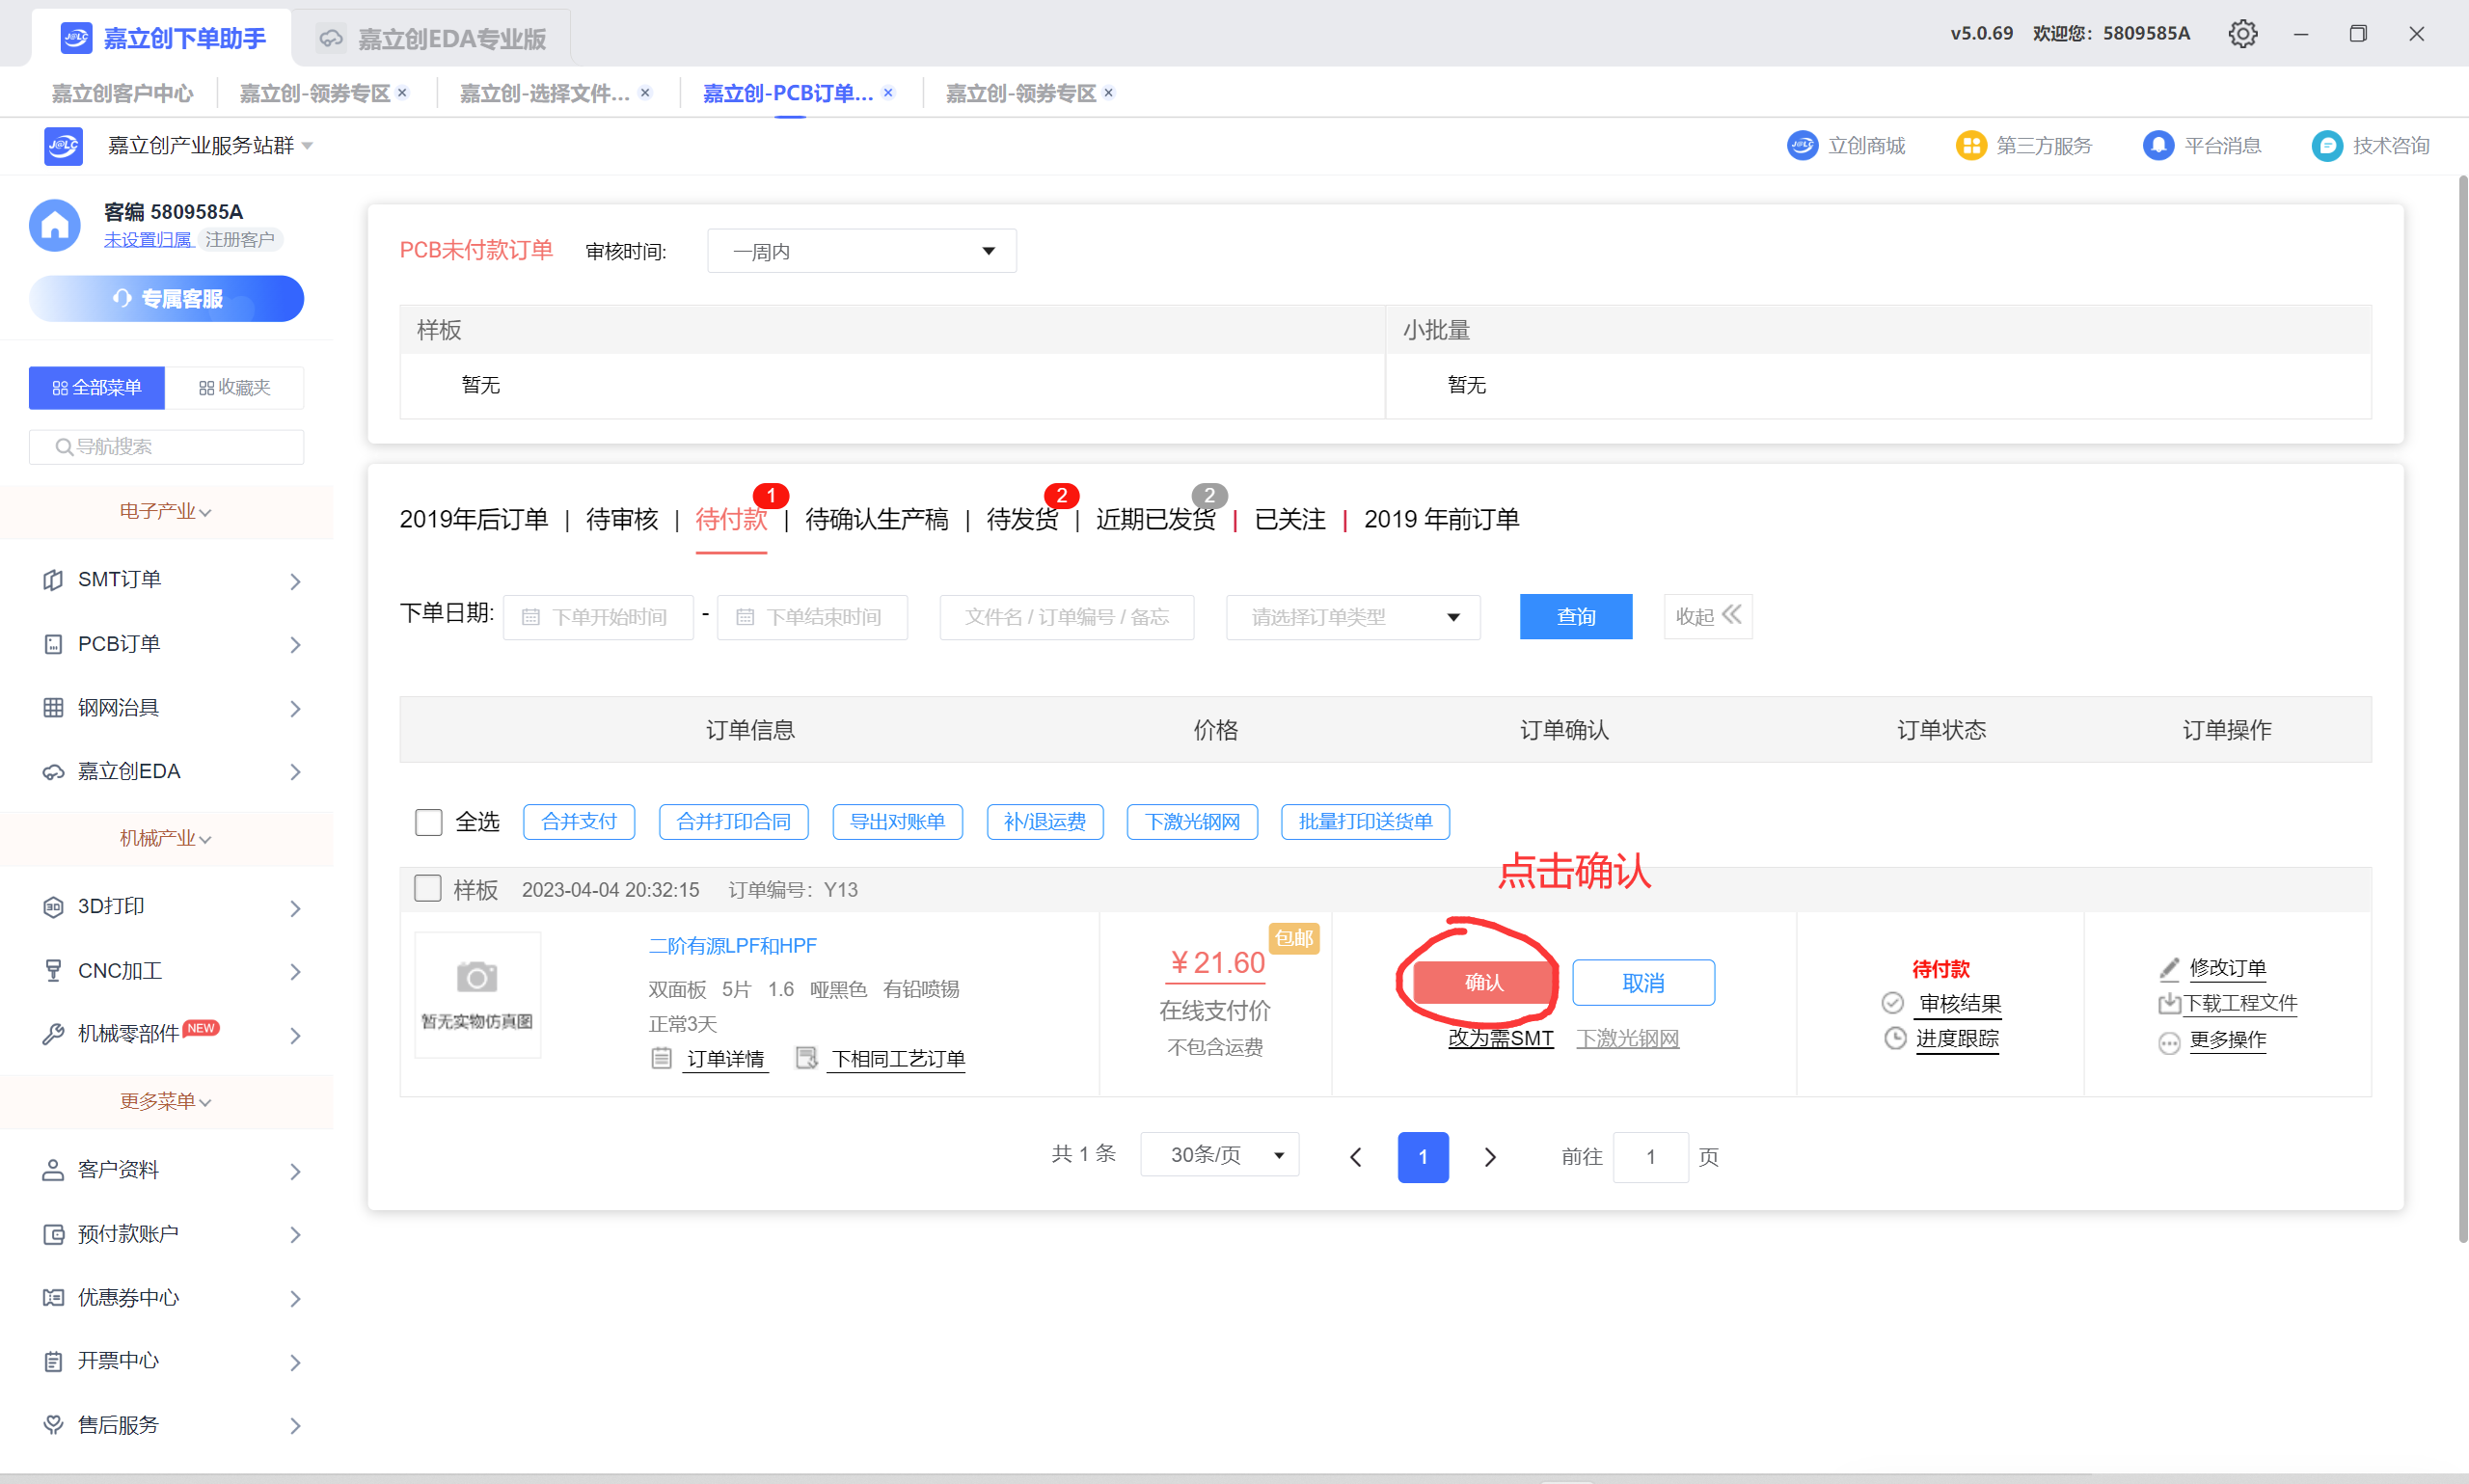 嘉立创下单助手 嘉立创EDA专业版 v5.0.69 欢迎您：5809585A
嘉立创客户中心 嘉立创-领券专区 嘉立创-选择文件... 嘉立创-PCB订单... 嘉立创-领券专区
J@LC 嘉立创产业服务站群 立创商城 第三方服务 平台消息 技术咨询
客编 5809585A
未设置归属 注册客户
专属客服
全部菜单 收藏夹
导航搜索
电子产业
SMT订单
PCB订单
钢网治具
嘉立创EDA
机械产业
3D打印
CNC加工
机械零部件 NEW
更多菜单
客户资料
预付款账户
优惠券中心
开票中心
售后服务
PCB未付款订单 审核时间: 一周内
样板 小批量
暂无 暂无
2019年后订单 | 待审核 | 待付款 1 | 待确认生产稿 | 待发货 2 | 近期已发货 2 | 已关注 | 2019 年前订单
下单日期: 下单开始时间 - 下单结束时间 文件名 / 订单编号 / 备忘 请选择订单类型 查询 收起
订单信息 价格 订单确认 订单状态 订单操作
全选 合并支付 合并打印合同 导出对账单 补/退运费 下激光钢网 批量打印送货单
点击确认
样板 2023-04-04 20:32:15 订单编号：Y13
暂无实物仿真图
二阶有源LPF和HPF
双面板 5片 1.6 哑黑色 有铅喷锡
正常3天
订单详情 下相同工艺订单
包邮
￥21.60
在线支付价
不包含运费
确认 取消
改为需SMT 下激光钢网
待付款
审核结果
进度跟踪
修改订单
下载工程文件
更多操作
共 1 条 30条/页 1 前往 1 页